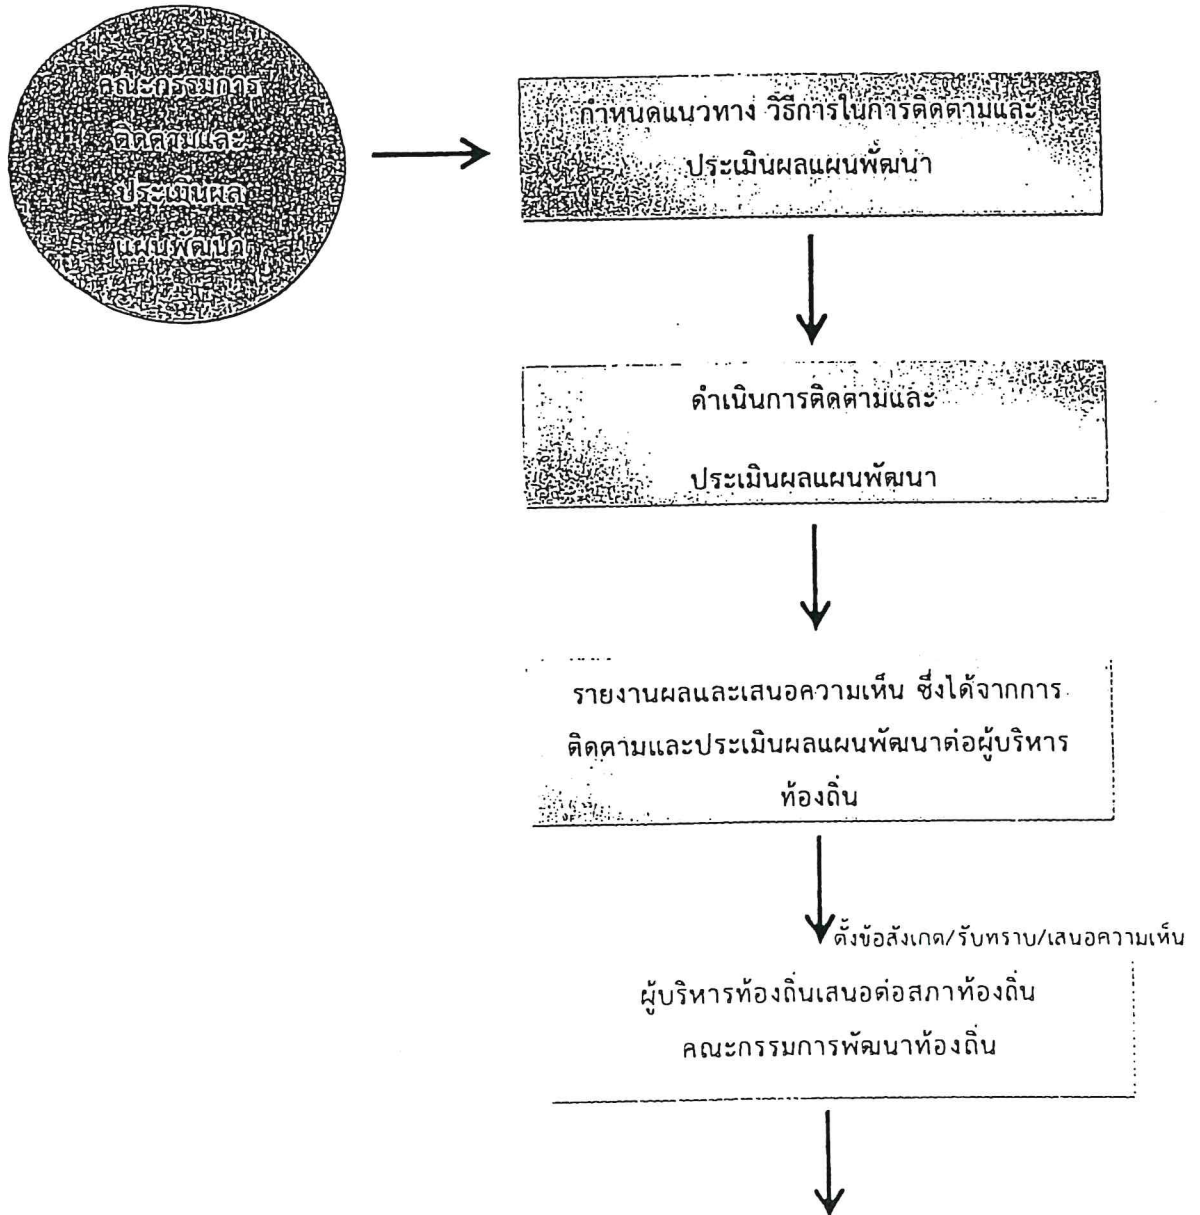 คณะกรรมการ
ติดตามและ
ประเมินผล
แผนพัฒนา
กำหนดแนวทาง วิธีการในการติดตามและ
ประเมินผลแผนพัฒนา
ดำเนินการติดตามและ
ประเมินผลแผนพัฒนา
รายงานผลและเสนอความเห็น ซึ่งได้จากการ
ติดตามและประเมินผลแผนพัฒนาต่อผู้บริหาร
ท้องถิ่น
ตั้งข้อสังเกต/รับทราบ/เสนอความเห็น
ผู้บริหารท้องถิ่นเสนอต่อสภาท้องถิ่น
คณะกรรมการพัฒนาท้องถิ่น